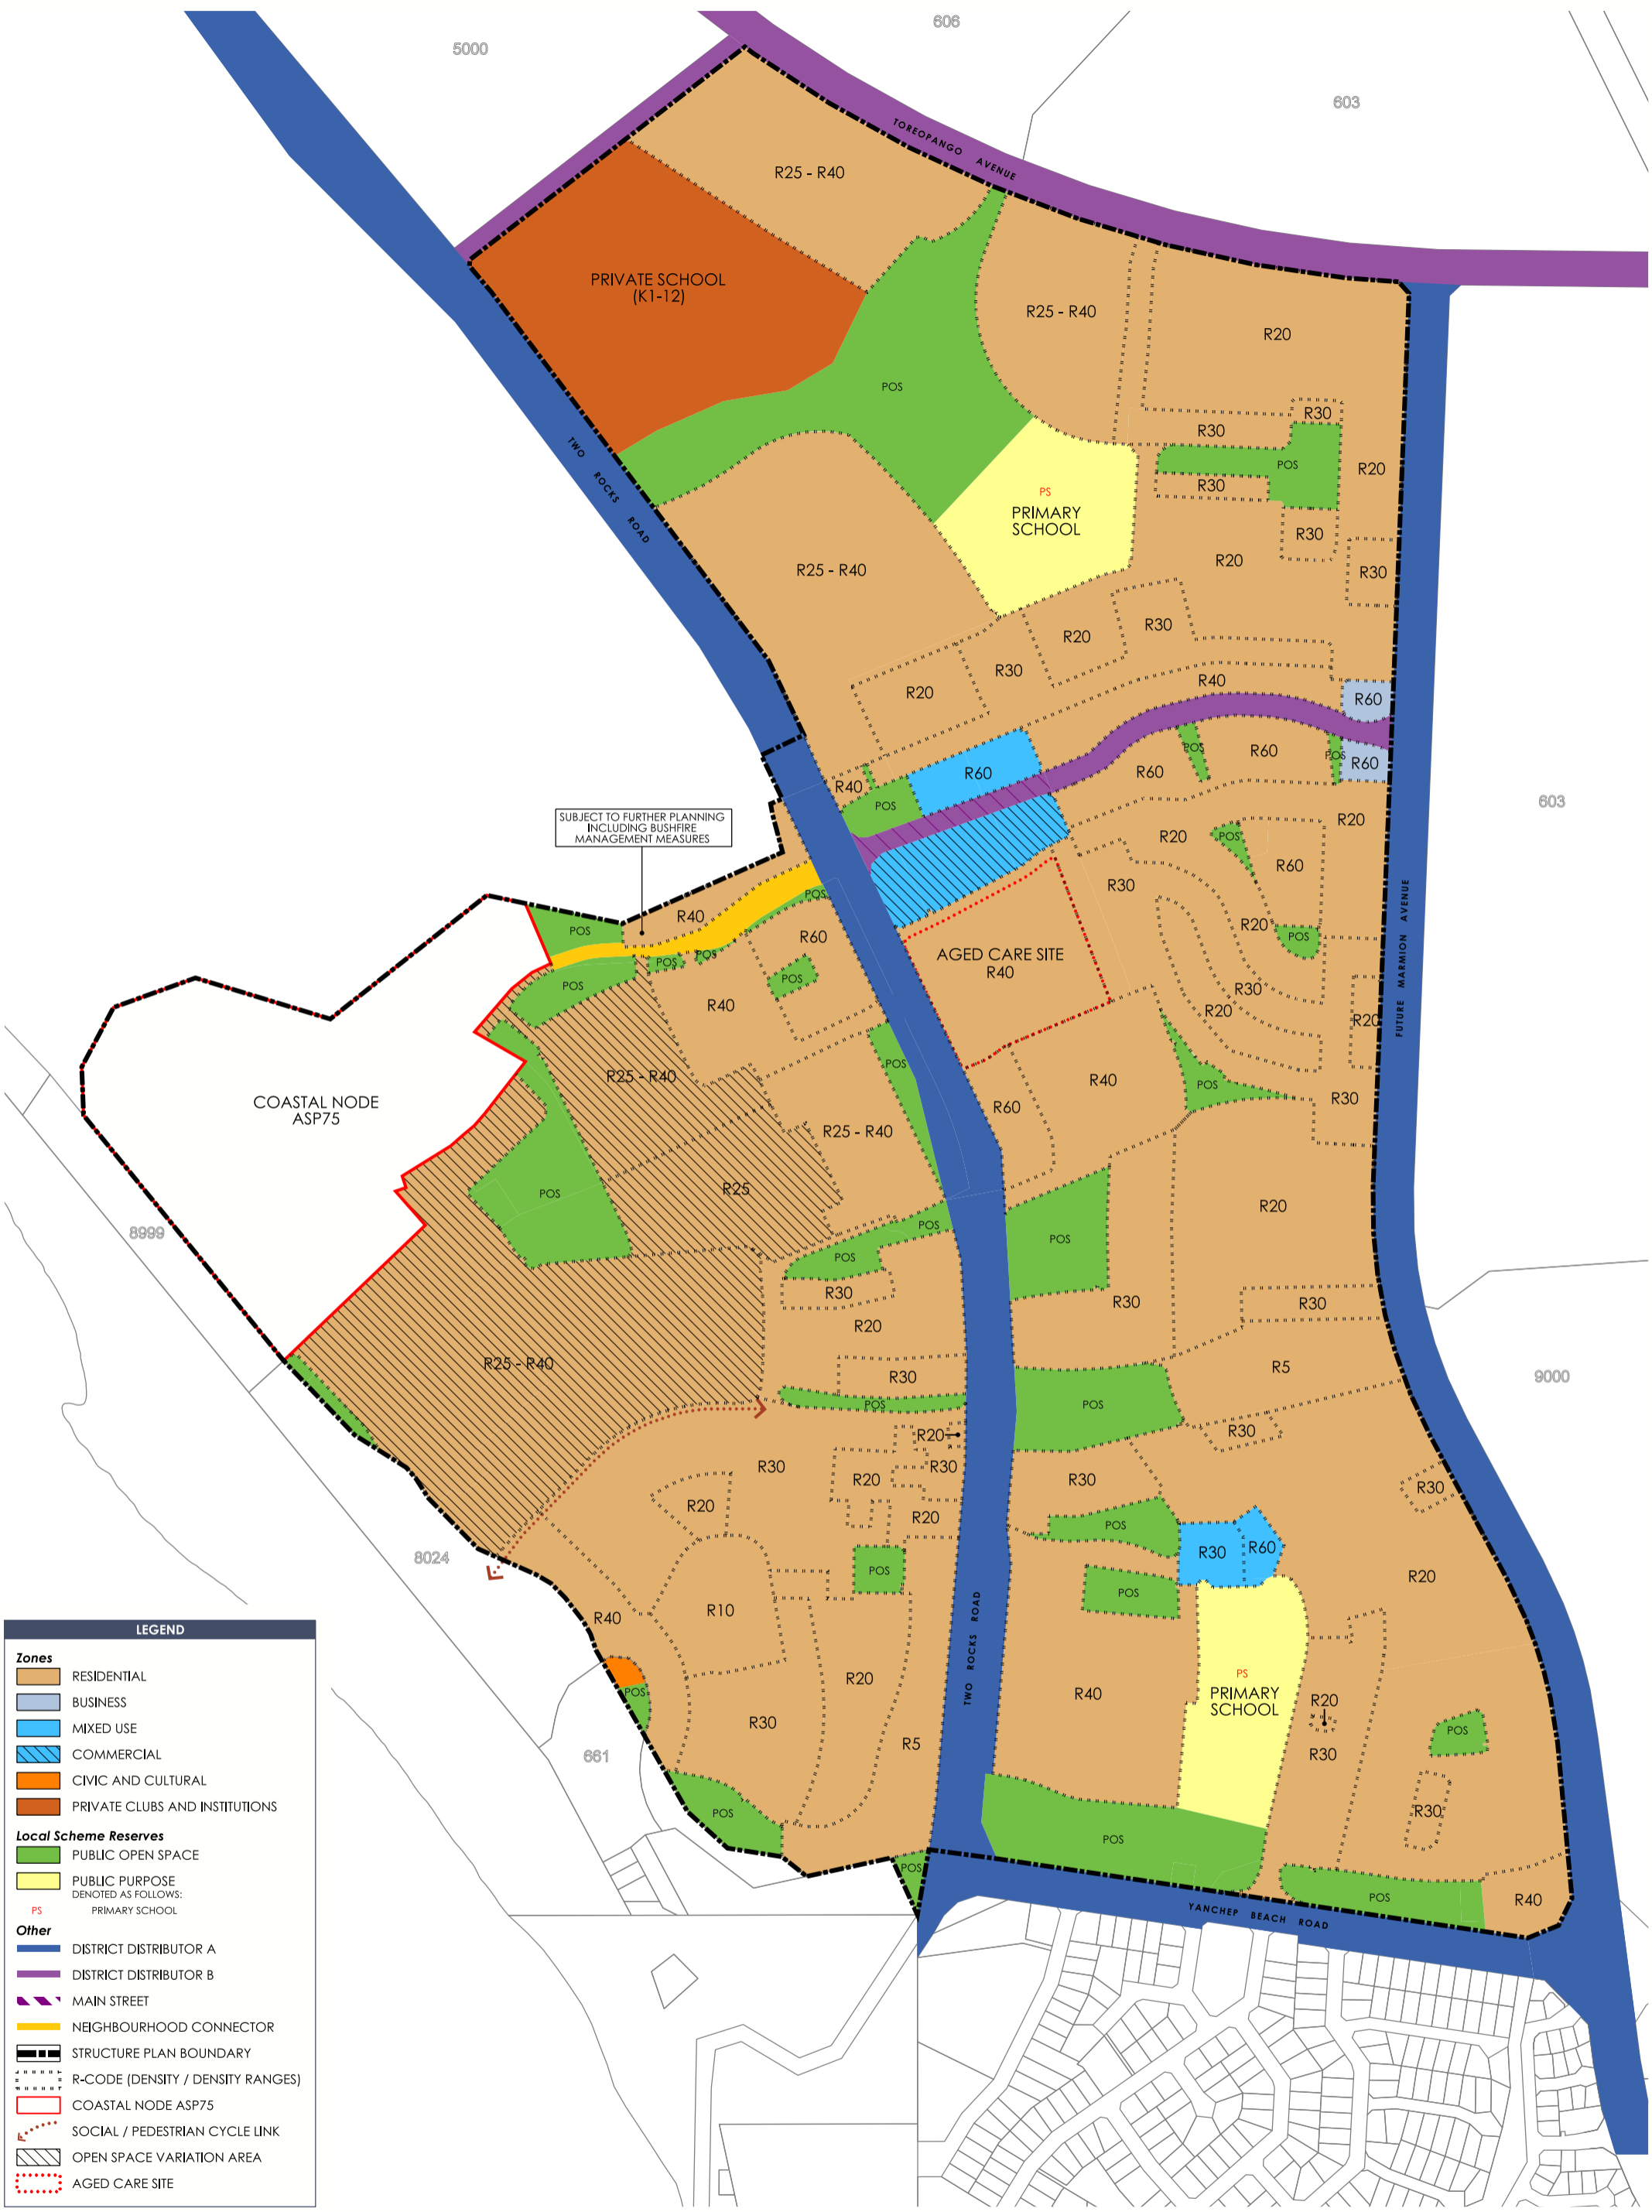 606
5000
603
TOREOPANGO AVENUE
R25 - R40
PRIVATE SCHOOL
(K1-12)
R25 - R40
R20
POS
R30
R30
POS
R20
R30
TWO ROCKS ROAD
PS
PRIMARY
SCHOOL
R30
R20
R25 - R40
R30
R30
R20
R30
R20
R40
R60
POS
R60
POS
R60
R60
R60
R40
POS
603
SUBJECT TO FURTHER PLANNING
INCLUDING BUSHFIRE
MANAGEMENT MEASURES
R20
R20
POS
R60
R30
POS
R40
R20
POS
R60
POS
POS
POS
AGED CARE SITE
R40
FUTURE MARMION AVENUE
POS
POS
R40
R30
R20
R20
POS
R25 - R40
R40
POS
R30
R60
COASTAL NODE
ASP75
R25 - R40
R25
POS
R20
POS
8999
POS
POS
R30
R30
R30
R20
R25 - R40
R5
R30
9000
POS
POS
R20
R30
R30
R30
R20
R30
R30
R20
R20
POS
8024
R30
R60
POS
R20
POS
R10
R40
TWO ROCKS ROAD
R20
PS
PRIMARY
SCHOOL
R40
POS
R20
R30
R5
POS
661
R30
POS
R30
POS
POS
POS
R40
YANCHEP BEACH ROAD
LEGEND
Zones
RESIDENTIAL
BUSINESS
MIXED USE
COMMERCIAL
CIVIC AND CULTURAL
PRIVATE CLUBS AND INSTITUTIONS
Local Scheme Reserves
PUBLIC OPEN SPACE
PUBLIC PURPOSE
DENOTED AS FOLLOWS:
PS PRIMARY SCHOOL
Other
DISTRICT DISTRIBUTOR A
DISTRICT DISTRIBUTOR B
MAIN STREET
NEIGHBOURHOOD CONNECTOR
STRUCTURE PLAN BOUNDARY
R-CODE (DENSITY / DENSITY RANGES)
COASTAL NODE ASP75
SOCIAL / PEDESTRIAN CYCLE LINK
OPEN SPACE VARIATION AREA
AGED CARE SITE